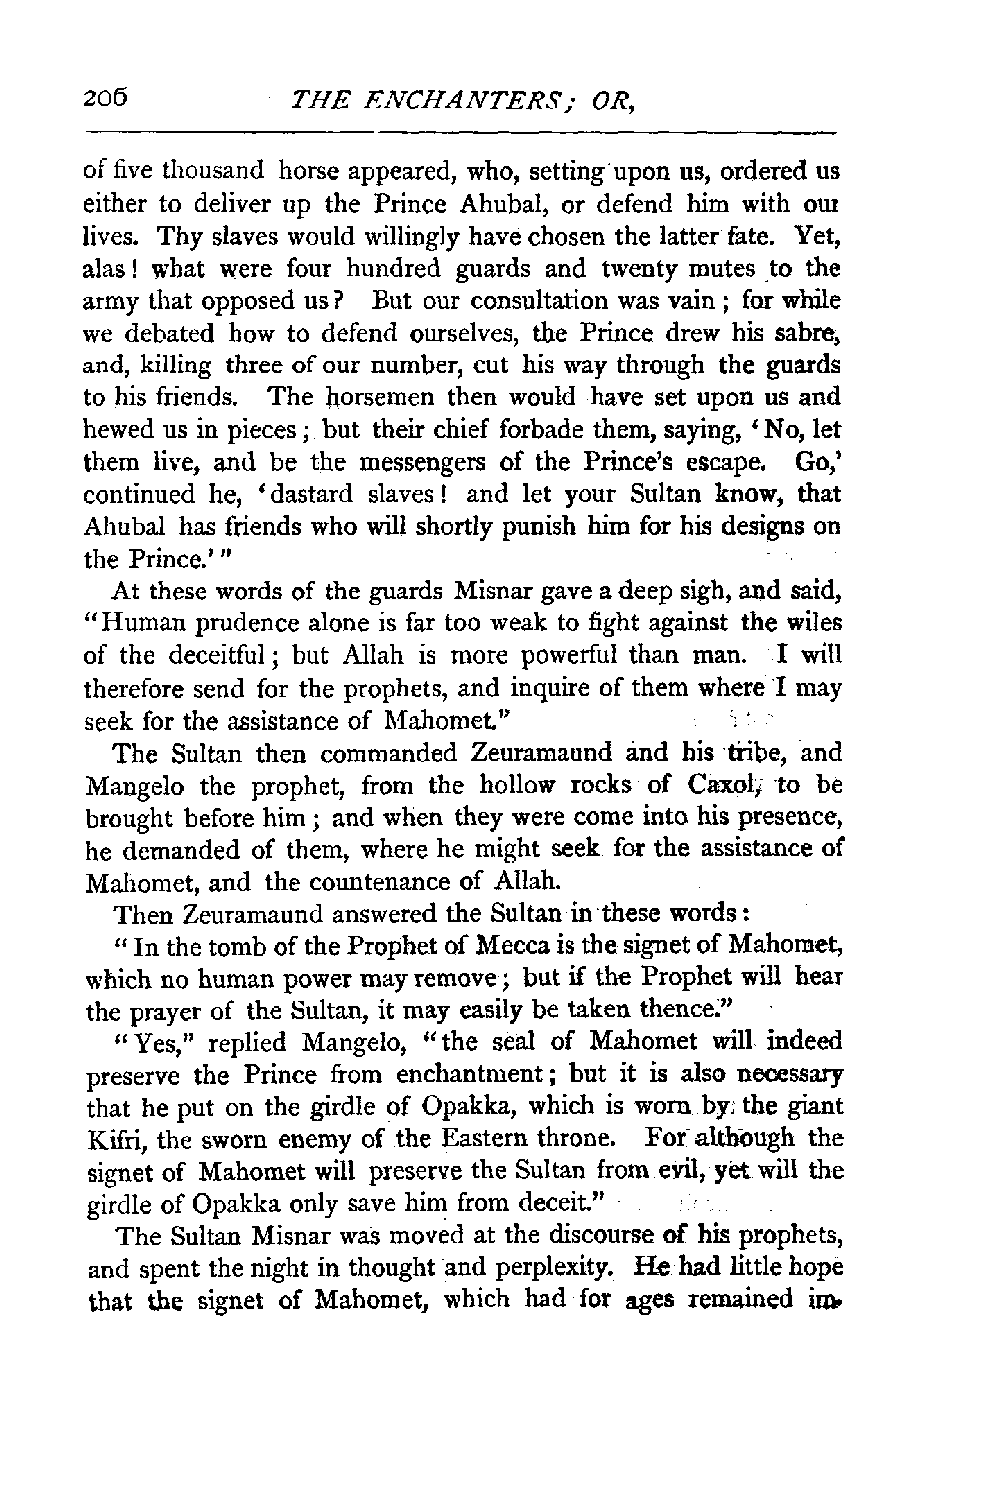 206 THE ENCHANTERS; OR,
of five thousand horse appeared, who, setting upon us, ordered us
either to deliver up the Prince Ahubal, or defend him with our
lives. Thy slaves would willingly have chosen the latter fate. Yet,
alas! what were four hundred guards and twenty mutes to the
army that opposed us? But our consultation was vain; for while
we debated how to defend ourselves, the Prince drew his sabre,
and, killing three of our number, cut his way through the guards
to his friends. The horsemen then would have set upon us and
hewed us in pieces; but their chief forbade them, saying, 'No, let
them live, and be the messengers of the Prince's escape. Go,'
continued he, 'dastard slaves! and let your Sultan know, that
Ahubal has friends who will shortly punish him for his designs on
the Prince.'"
At these words of the guards Misnar gave a deep sigh, and said,
"Human prudence alone is far too weak to fight against the wiles
of the deceitful; but Allah is more powerful than man. I will
therefore send for the prophets, and inquire of them where I may
seek for the assistance of Mahomet."
The Sultan then commanded Zeuramaund and his tribe, and
Mangelo the prophet, from the hollow rocks of Caxol, to be
brought before him; and when they were come into his presence,
he demanded of them, where he might seek for the assistance of
Mahomet, and the countenance of Allah.
Then Zeuramaund answered the Sultan in these words:
"In the tomb of the Prophet of Mecca is the signet of Mahomet,
which no human power may remove; but if the Prophet will hear
the prayer of the Sultan, it may easily be taken thence."
"Yes," replied Mangelo, "the seal of Mahomet will indeed
preserve the Prince from enchantment; but it is also necessary
that he put on the girdle of Opakka, which is worn by the giant
Kifri, the sworn enemy of the Eastern throne. For although the
signet of Mahomet will preserve the Sultan from evil, yet will the
girdle of Opakka only save him from deceit."
The Sultan Misnar was moved at the discourse of his prophets,
and spent the night in thought and perplexity. He had little hope
that the signet of Mahomet, which had for ages remained im-